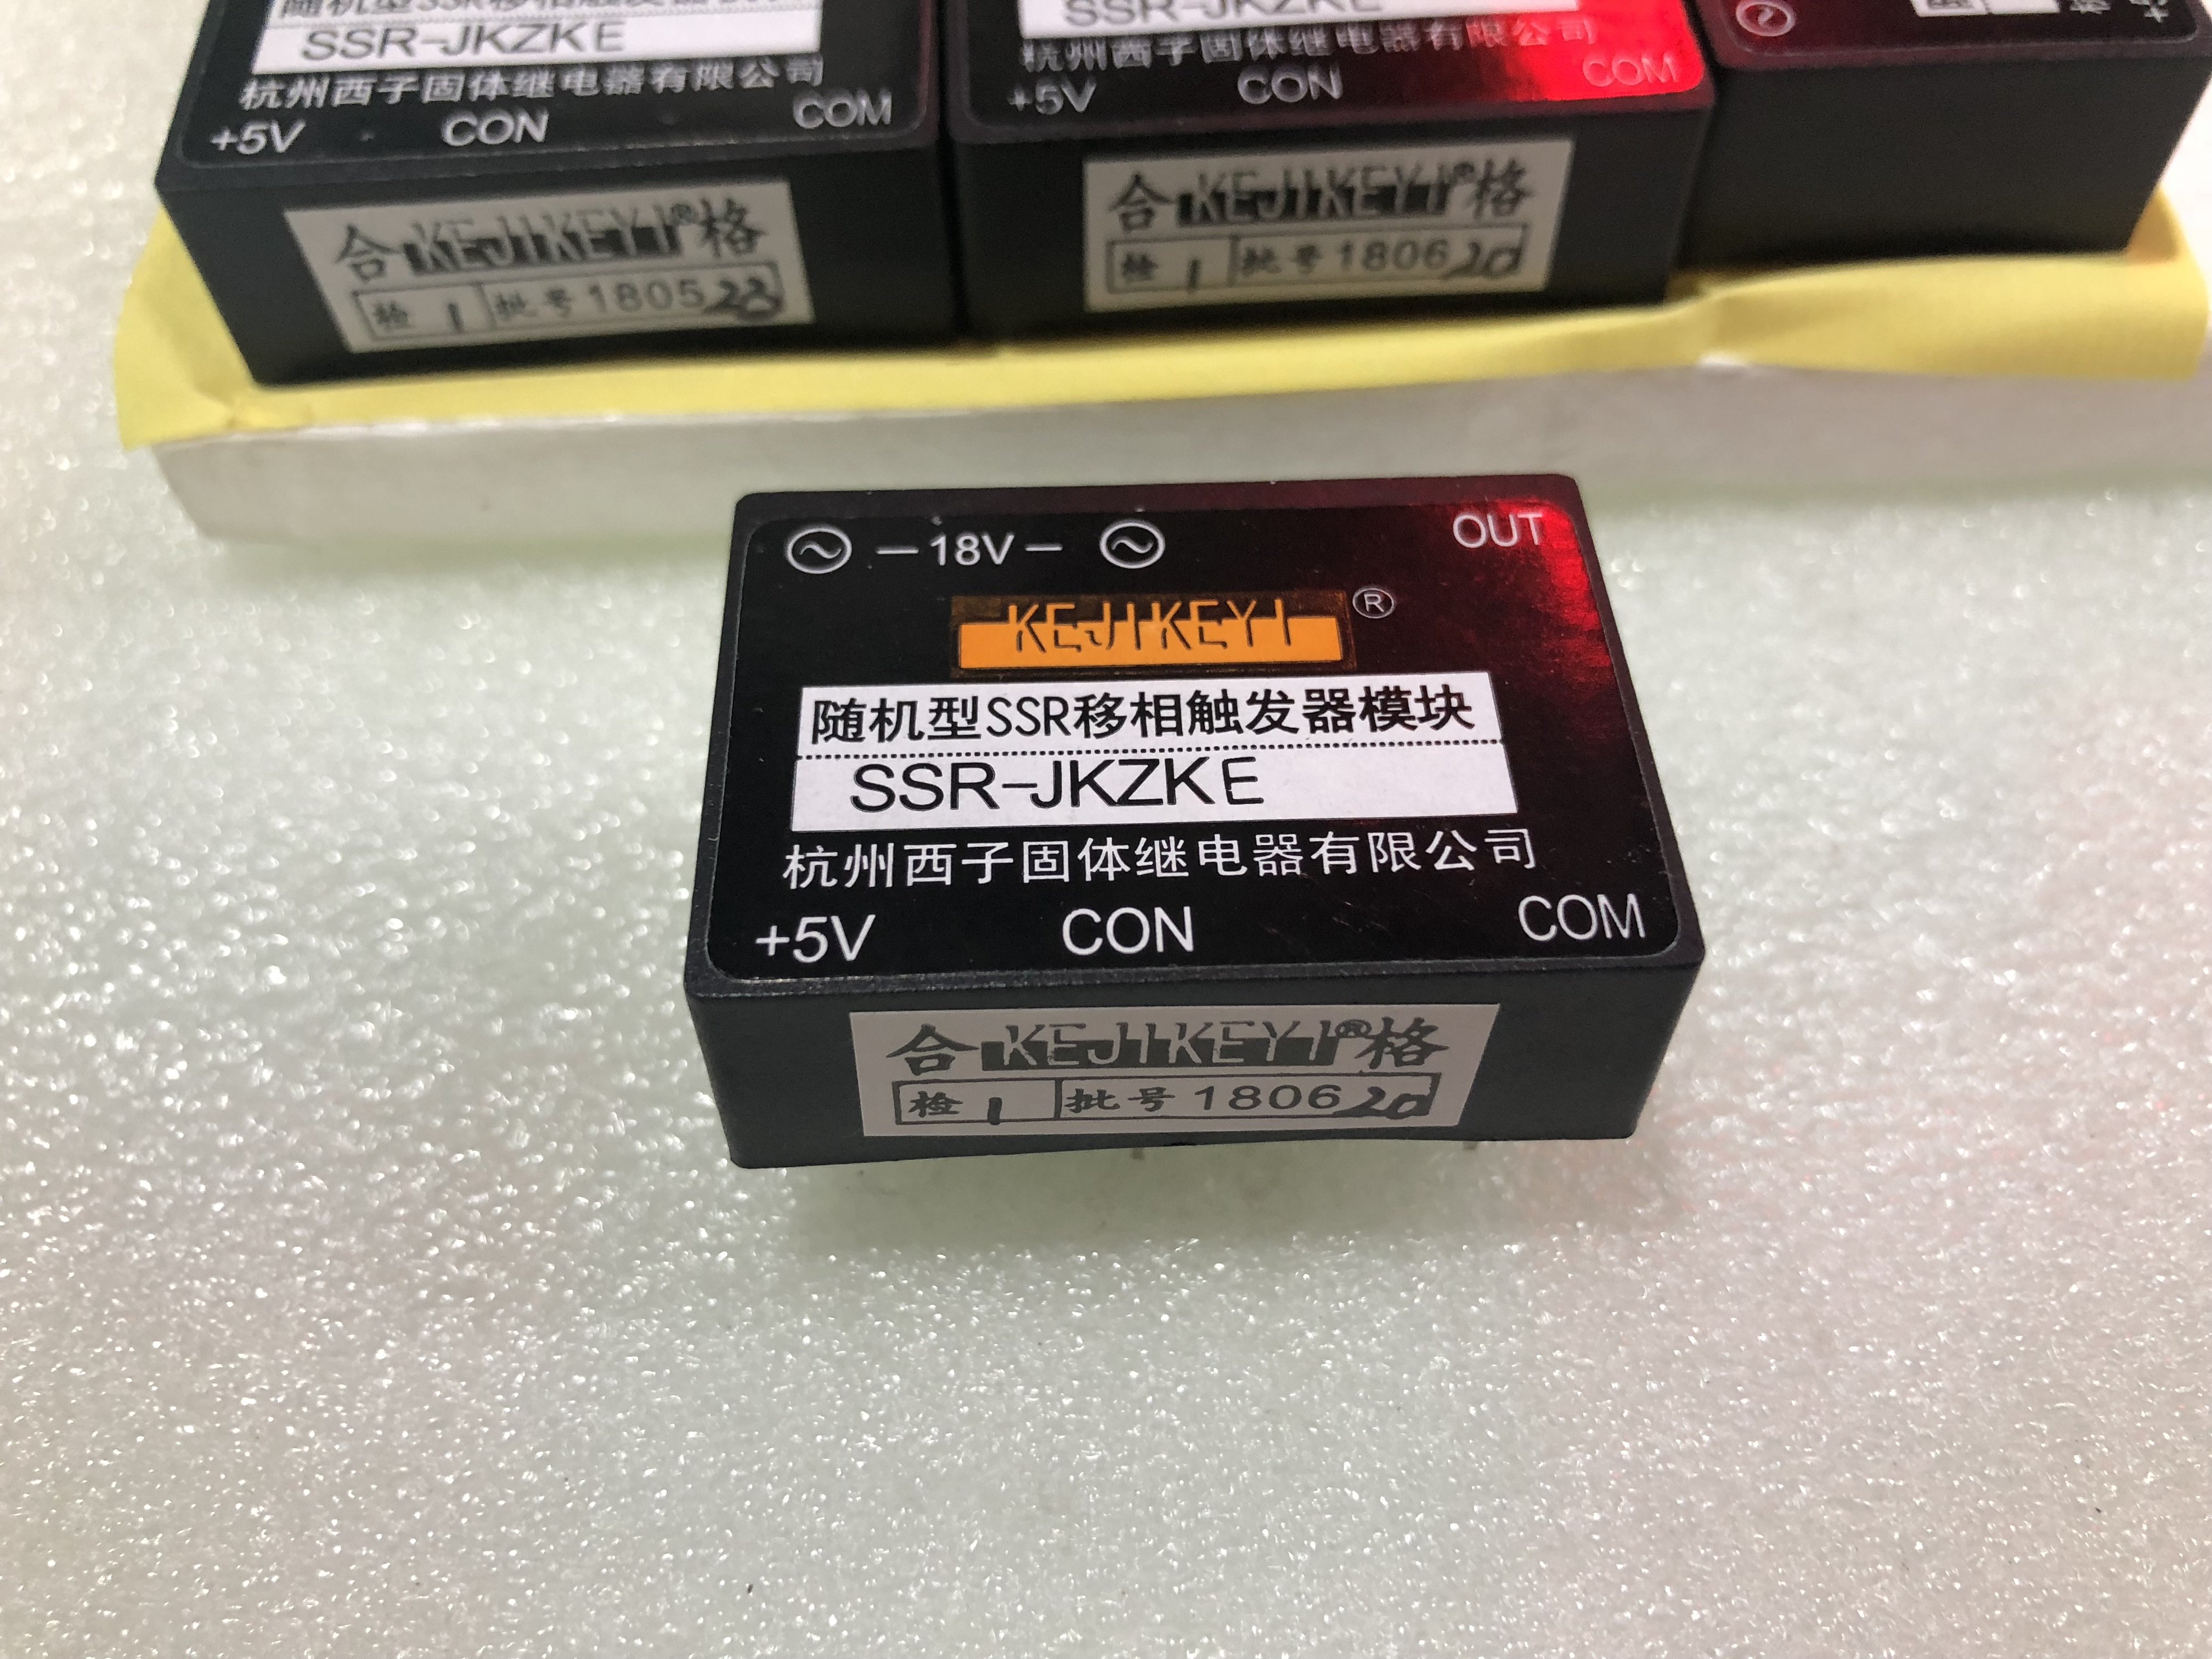 SSR-JKZKE
杭州西子固体继电器有限公司
+5V CON COM
合 KEJIKEYI® 格
检 1 批号 180523
SSR-JKZKE
杭州西子固体继电器有限公司
+5V CON COM
合 KEJIKEYI® 格
检 1 批号 180620
18V OUT
KEJIKEYI ®
随机型SSR移相触发器模块
SSR-JKZKE
杭州西子固体继电器有限公司
+5V CON COM
合 KEJIKEYI® 格
检 1 批号 180620